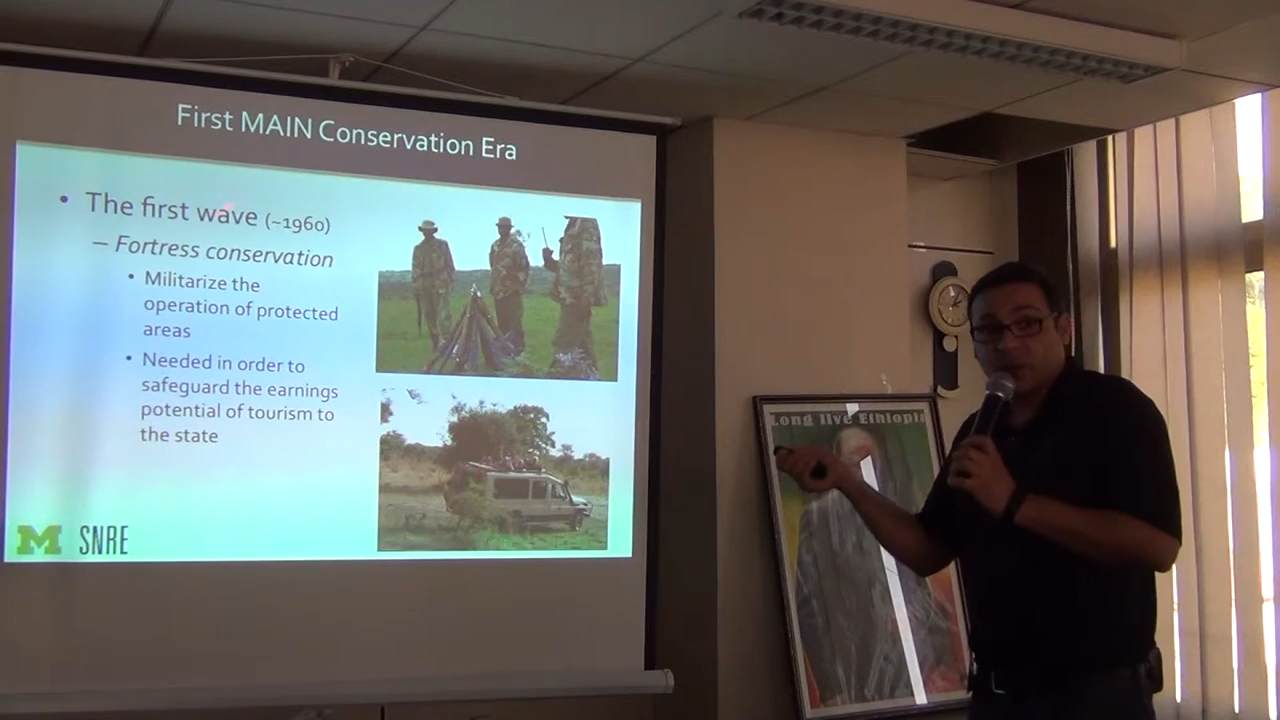 First MAIN Conservation Era
• The first wave (~1960)
– Fortress conservation
• Militarize the
operation of protected
areas
• Needed in order to
safeguard the earnings
potential of tourism to
the state
M SNRE
Long live Ethiopia